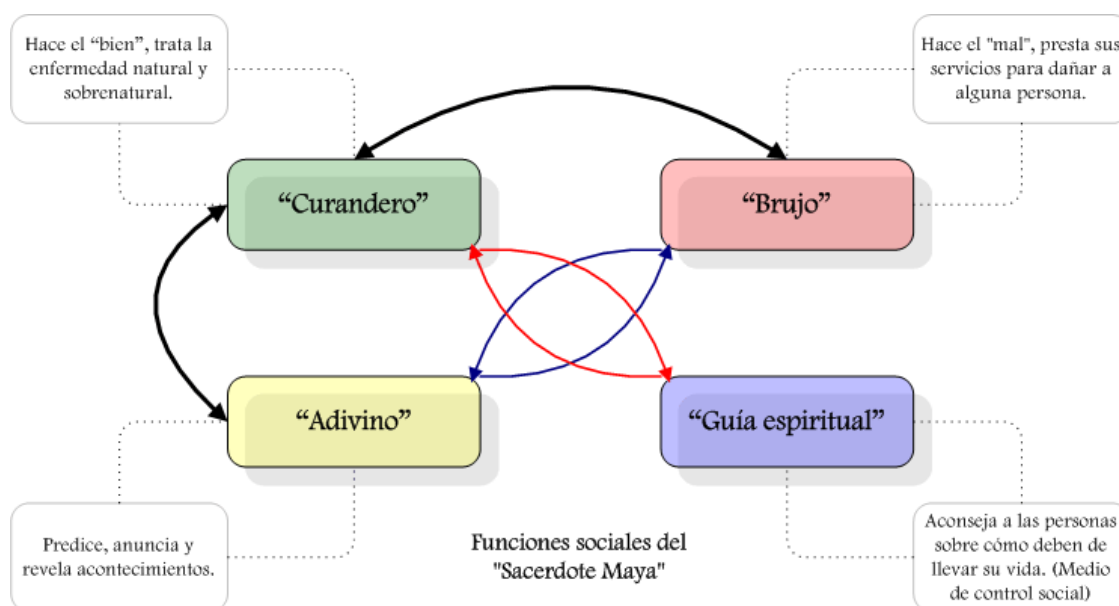 Hace el “bien”, trata la
enfermedad natural y
sobrenatural.
Hace el "mal", presta sus
servicios para dañar a
alguna persona.
“Curandero”
“Brujo”
“Adivino”
“Guía espiritual”
Predice, anuncia y
revela acontecimientos.
Funciones sociales del
"Sacerdote Maya"
Aconseja a las personas
sobre cómo deben de
llevar su vida. (Medio
de control social)